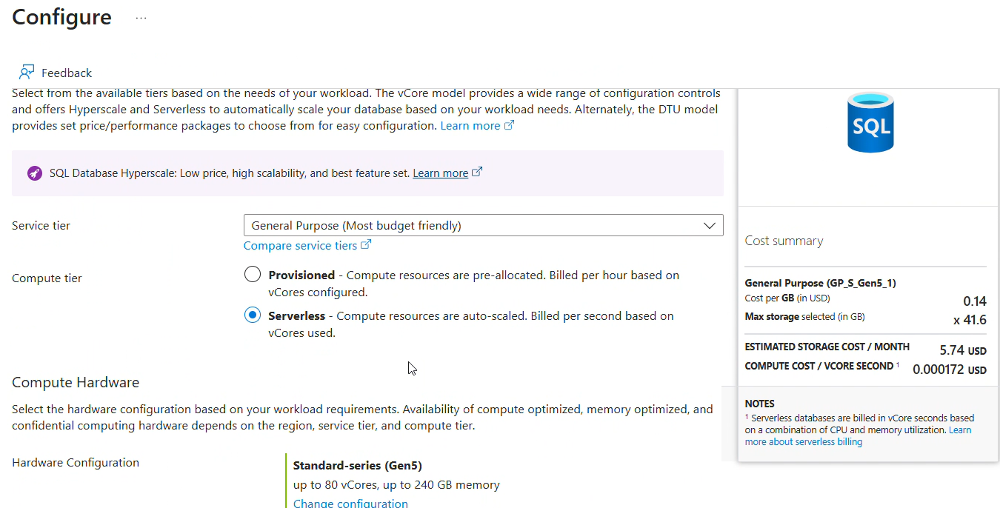 Configure ...
Feedback
Select from the available tiers based on the needs of your workload. The vCore model provides a wide range of configuration controls
and offers Hyperscale and Serverless to automatically scale your database based on your workload needs. Alternately, the DTU model
provides set price/performance packages to choose from for easy configuration. Learn more
SQL Database Hyperscale: Low price, high scalability, and best feature set. Learn more
Service tier
General Purpose (Most budget friendly)
Compare service tiers
Compute tier
Provisioned - Compute resources are pre-allocated. Billed per hour based on
vCores configured.
Serverless - Compute resources are auto-scaled. Billed per second based on
vCores used.
Compute Hardware
Select the hardware configuration based on your workload requirements. Availability of compute optimized, memory optimized, and
confidential computing hardware depends on the region, service tier, and compute tier.
Hardware Configuration
Standard-series (Gen5)
up to 80 vCores, up to 240 GB memory
Change configuration
SQL
Cost summary
General Purpose (GP_S_Gen5_1)
Cost per GB (in USD) 0.14
Max storage selected (in GB) x 41.6
ESTIMATED STORAGE COST / MONTH 5.74 USD
COMPUTE COST / VCORE SECOND ¹ 0.000172 USD
NOTES
¹ Serverless databases are billed in vCore seconds based
on a combination of CPU and memory utilization. Learn
more about serverless billing